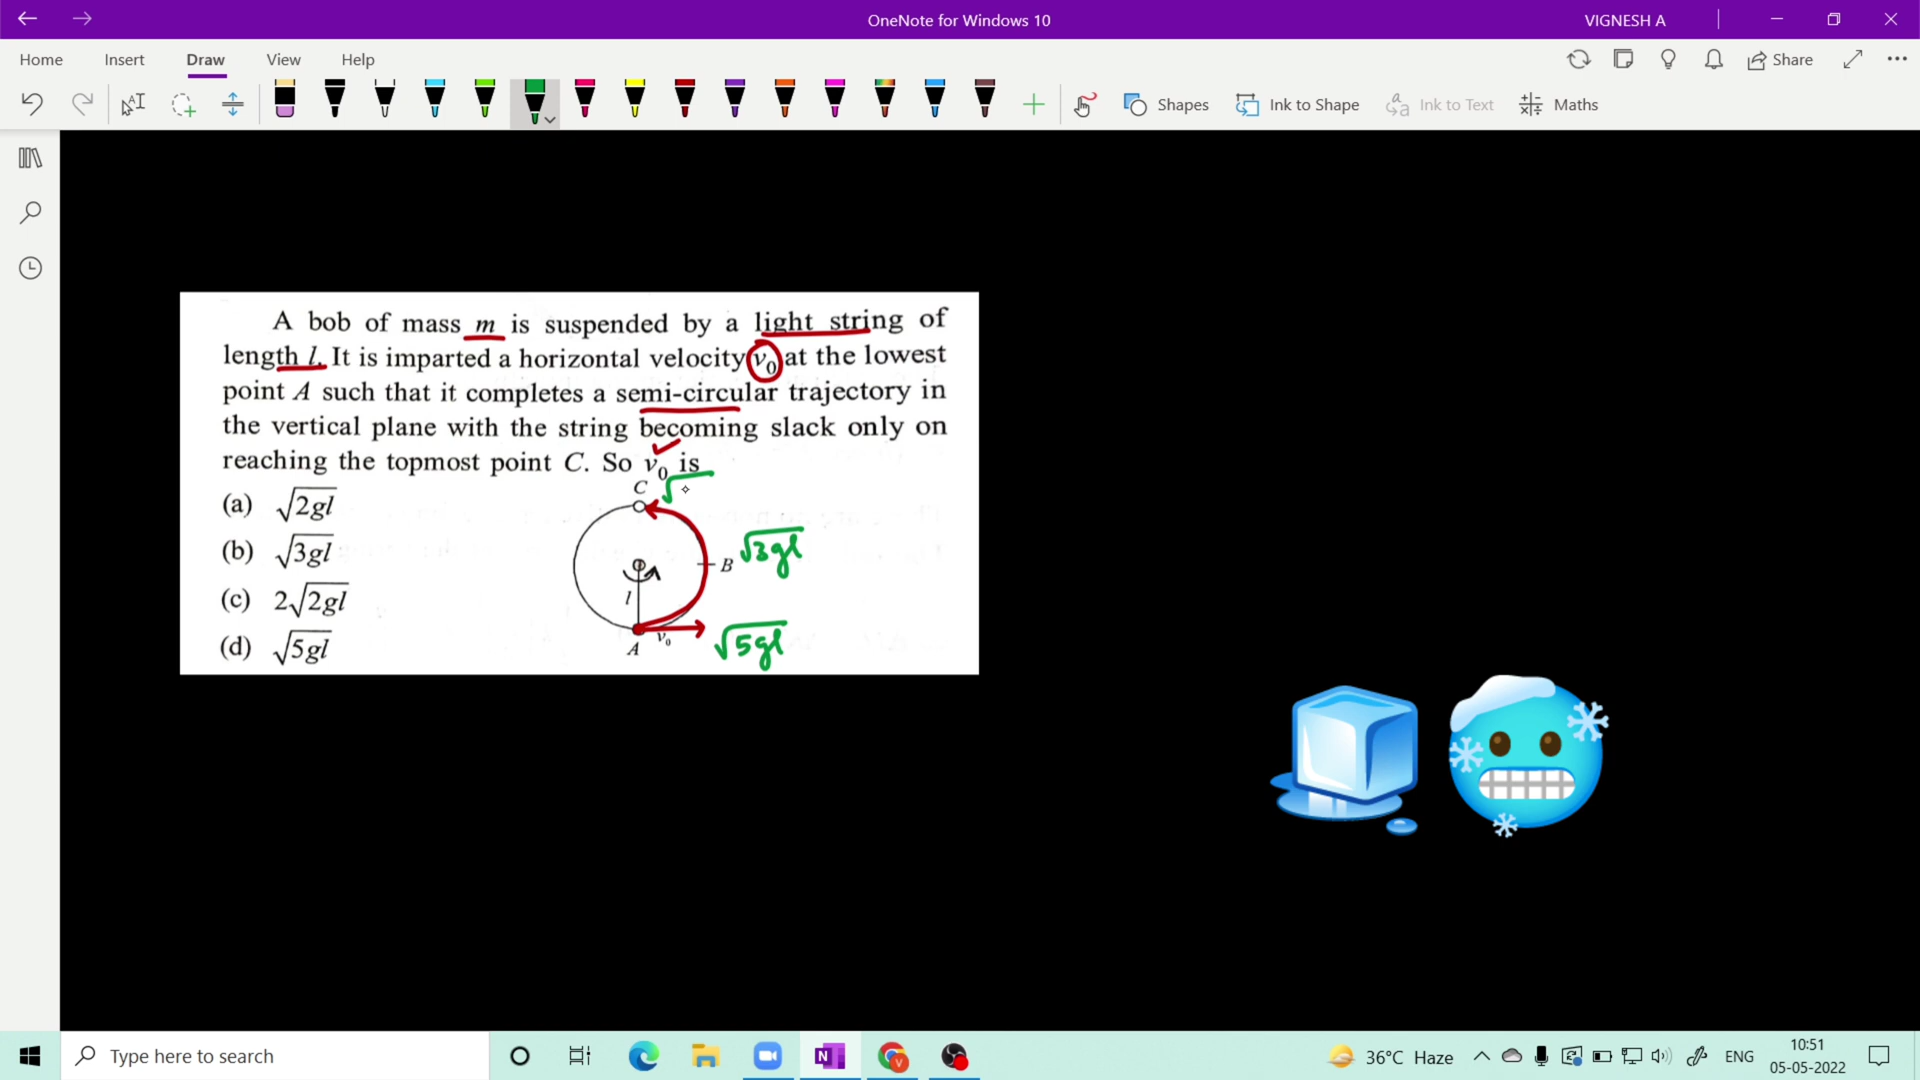 OneNote for Windows 10
VIGNESH A
Home Insert Draw View Help
Share
Shapes Ink to Shape Ink to Text Maths
A bob of mass m is suspended by a light string of
length l. It is imparted a horizontal velocity v₀ at the lowest
point A such that it completes a semi-circular trajectory in
the vertical plane with the string becoming slack only on
reaching the topmost point C. So v₀ is
(a) √2gl
(b) √3gl
(c) 2√2gl
(d) √5gl
C √
B √3gl
l
v₀ √5gl
A
Type here to search
N
V
36°C Haze
ENG
10:51
05-05-2022